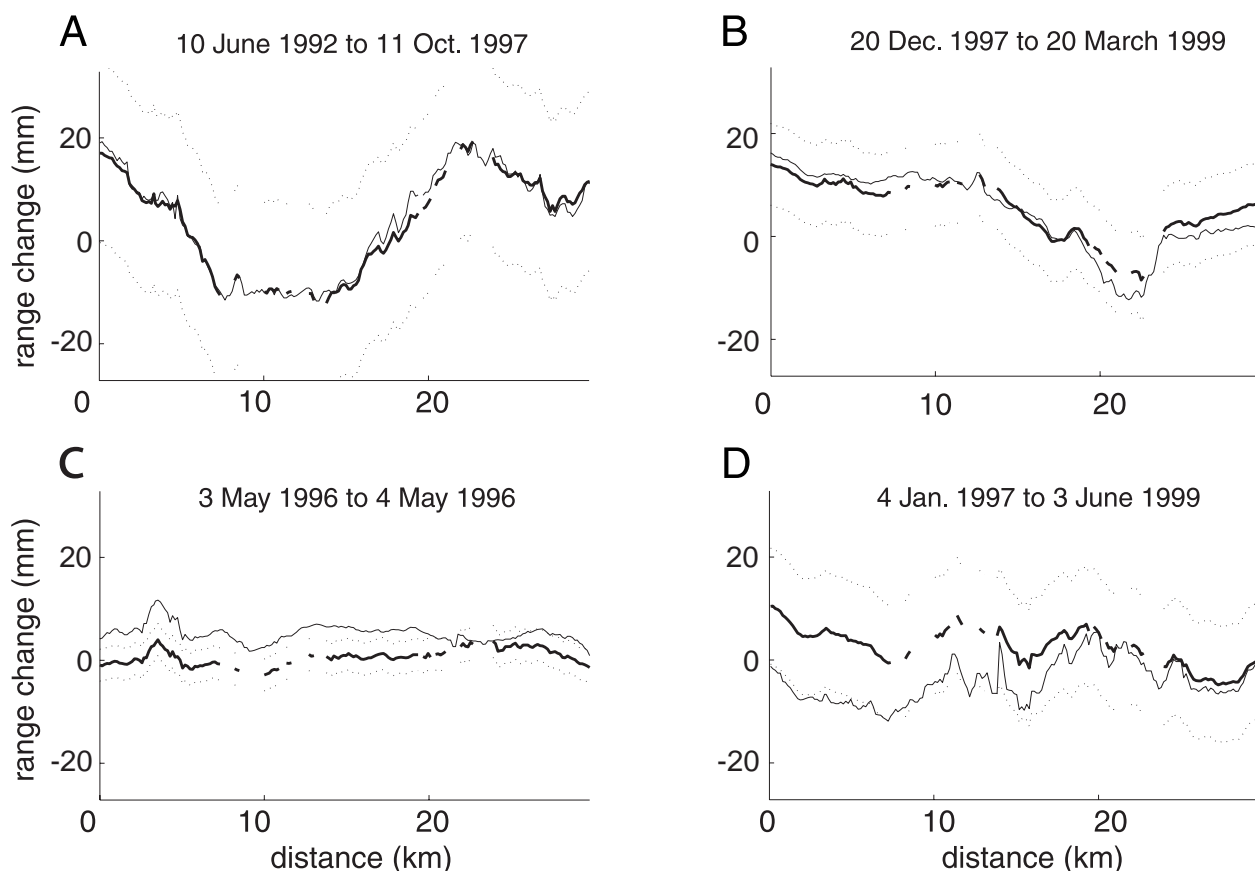 A
10 June 1992 to 11 Oct. 1997
range change (mm)
20
0
-20
0
10
20
B
20 Dec. 1997 to 20 March 1999
20
0
-20
0
10
20
C
3 May 1996 to 4 May 1996
range change (mm)
20
0
-20
0
10
20
distance (km)
D
4 Jan. 1997 to 3 June 1999
20
0
-20
0
10
20
distance (km)